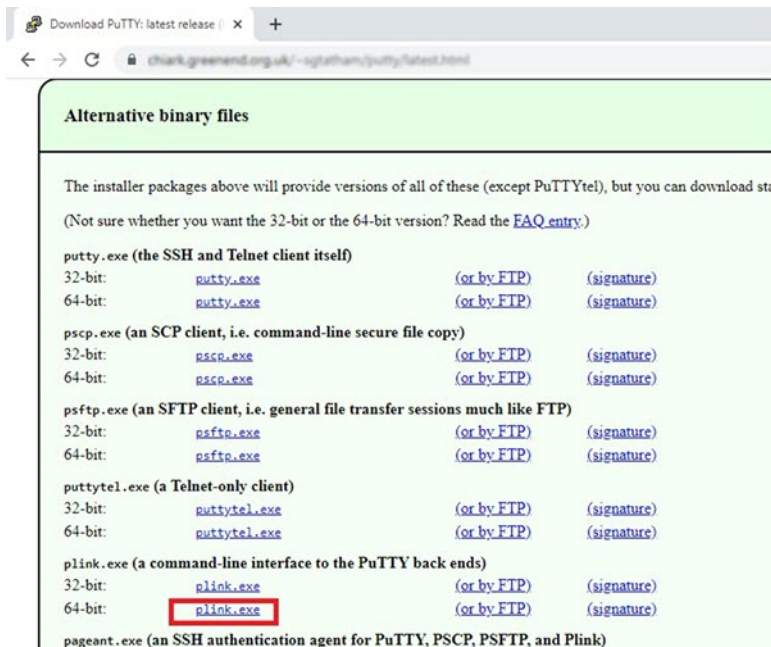 Download PuTTY: latest release (
chiark.greenend.org.uk/~sgtatham/putty/latest.html
Alternative binary files
The installer packages above will provide versions of all of these (except PuTTYtel), but you can download sta
(Not sure whether you want the 32-bit or the 64-bit version? Read the FAQ entry.)
putty.exe (the SSH and Telnet client itself)
32-bit: putty.exe (or by FTP) (signature)
64-bit: putty.exe (or by FTP) (signature)
pscp.exe (an SCP client, i.e. command-line secure file copy)
32-bit: pscp.exe (or by FTP) (signature)
64-bit: pscp.exe (or by FTP) (signature)
psftp.exe (an SFTP client, i.e. general file transfer sessions much like FTP)
32-bit: psftp.exe (or by FTP) (signature)
64-bit: psftp.exe (or by FTP) (signature)
puttytel.exe (a Telnet-only client)
32-bit: puttytel.exe (or by FTP) (signature)
64-bit: puttytel.exe (or by FTP) (signature)
plink.exe (a command-line interface to the PuTTY back ends)
32-bit: plink.exe (or by FTP) (signature)
64-bit: plink.exe (or by FTP) (signature)
pageant.exe (an SSH authentication agent for PuTTY, PSCP, PSFTP, and Plink)